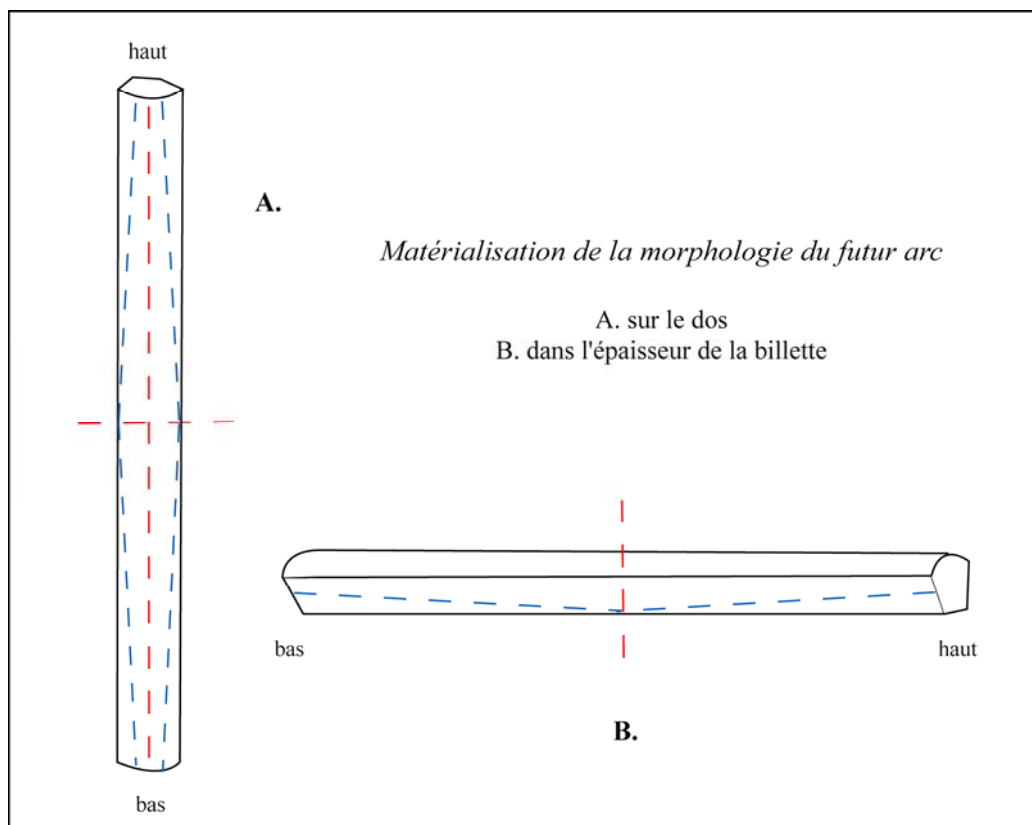 haut
A.
Matérialisation de la morphologie du futur arc
A. sur le dos
B. dans l'épaisseur de la billette
bas
haut
B.
bas